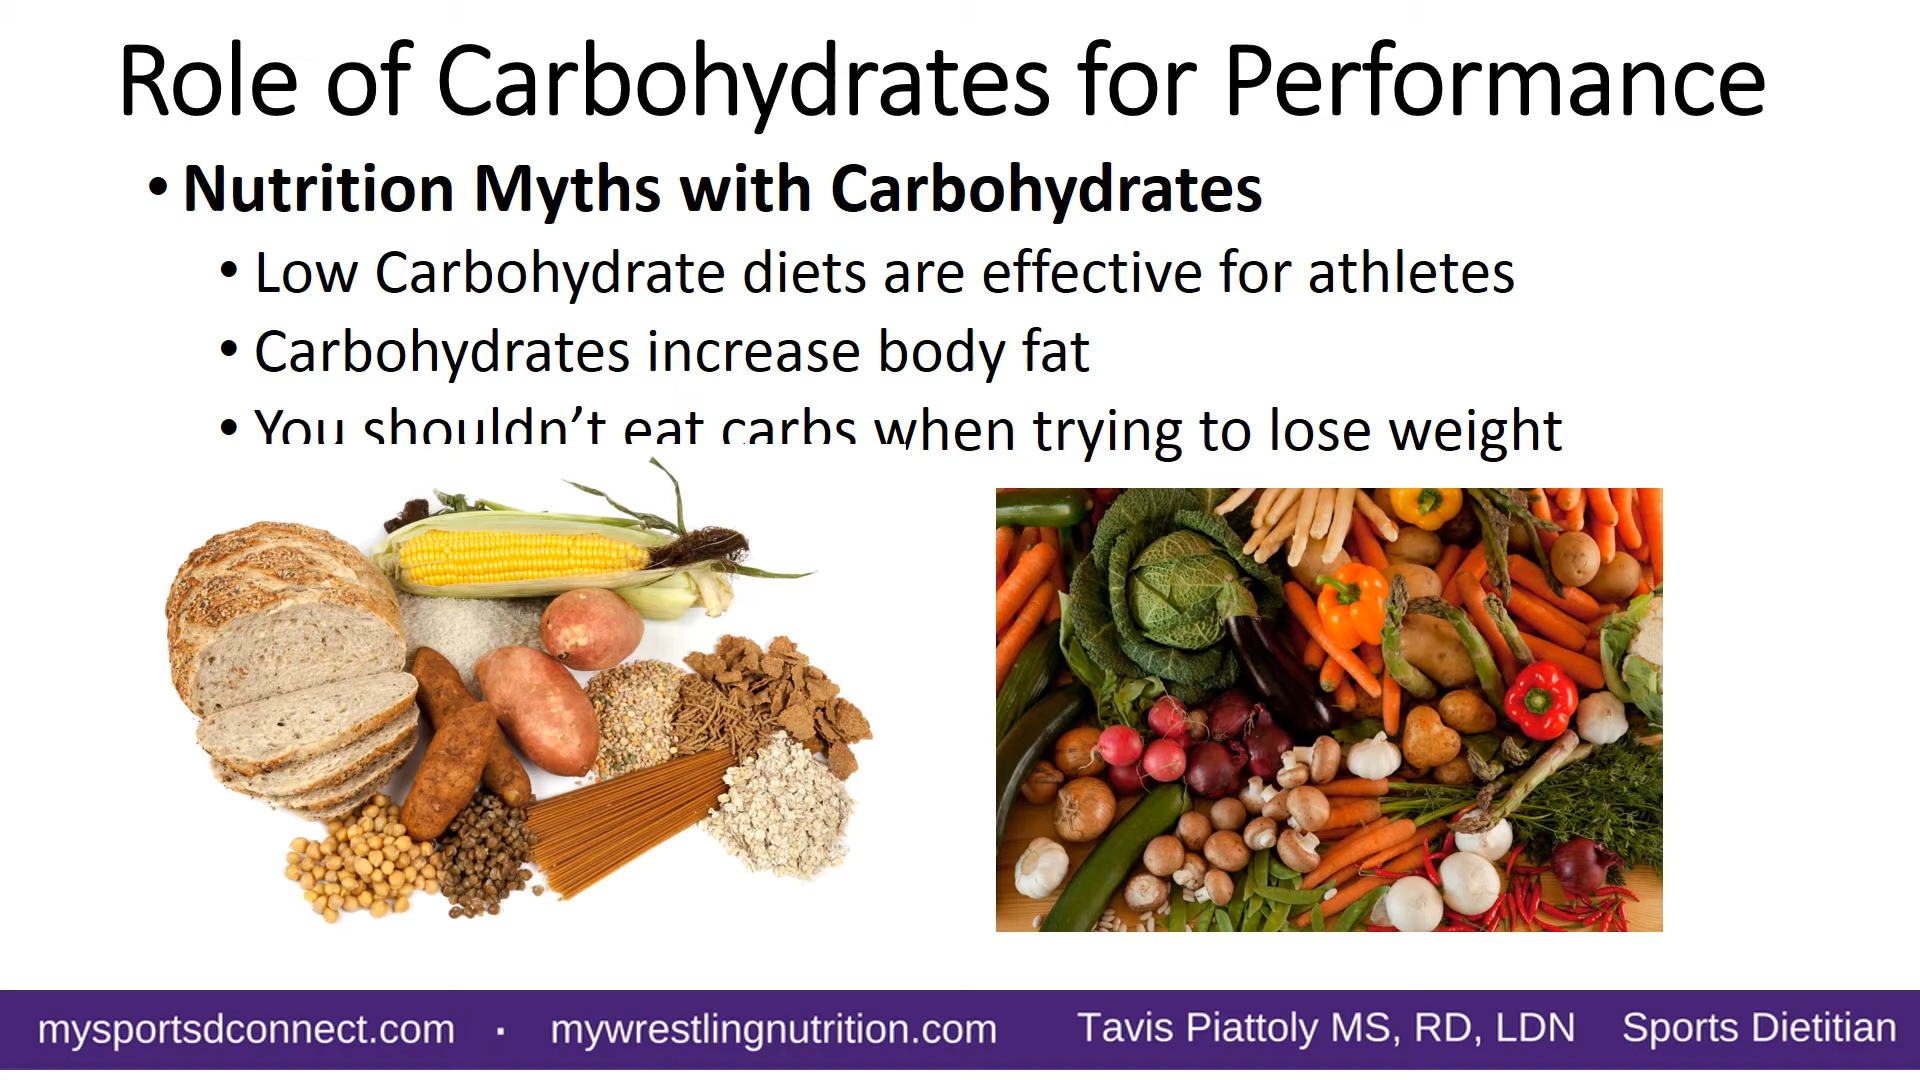 Role of Carbohydrates for Performance
• Nutrition Myths with Carbohydrates
• Low Carbohydrate diets are effective for athletes
• Carbohydrates increase body fat
• You shouldn’t eat carbs when trying to lose weight
mysportsdconnect.com · mywrestlingnutrition.com Tavis Piattoly MS, RD, LDN Sports Dietitian